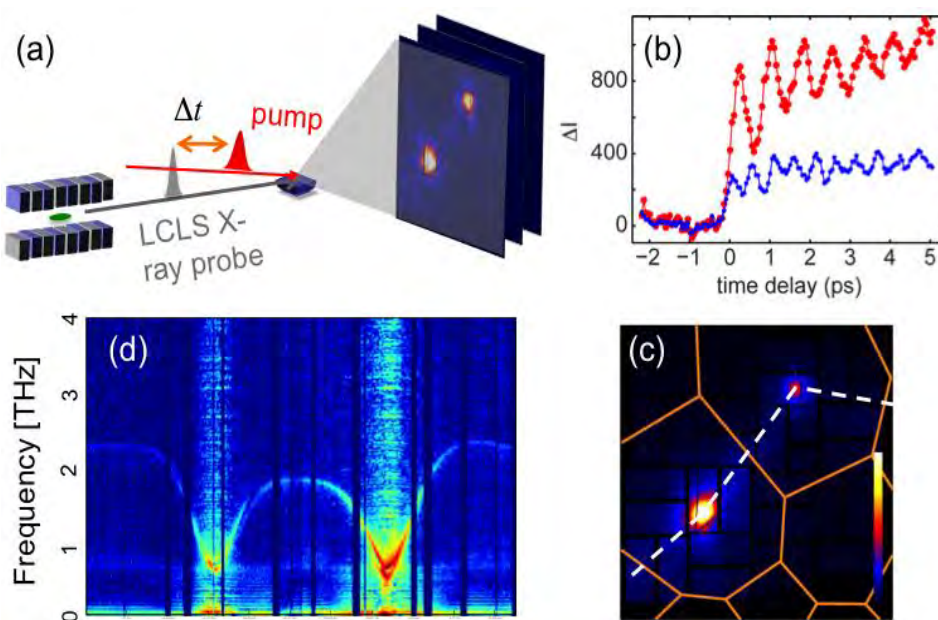 (a)
Δt
pump
LCLS X-
ray probe
(b)
ΔI
800
400
0
−2 −1 0 1 2 3 4 5
time delay (ps)
(d)
Frequency [THz]
4
3
2
1
0
(c)